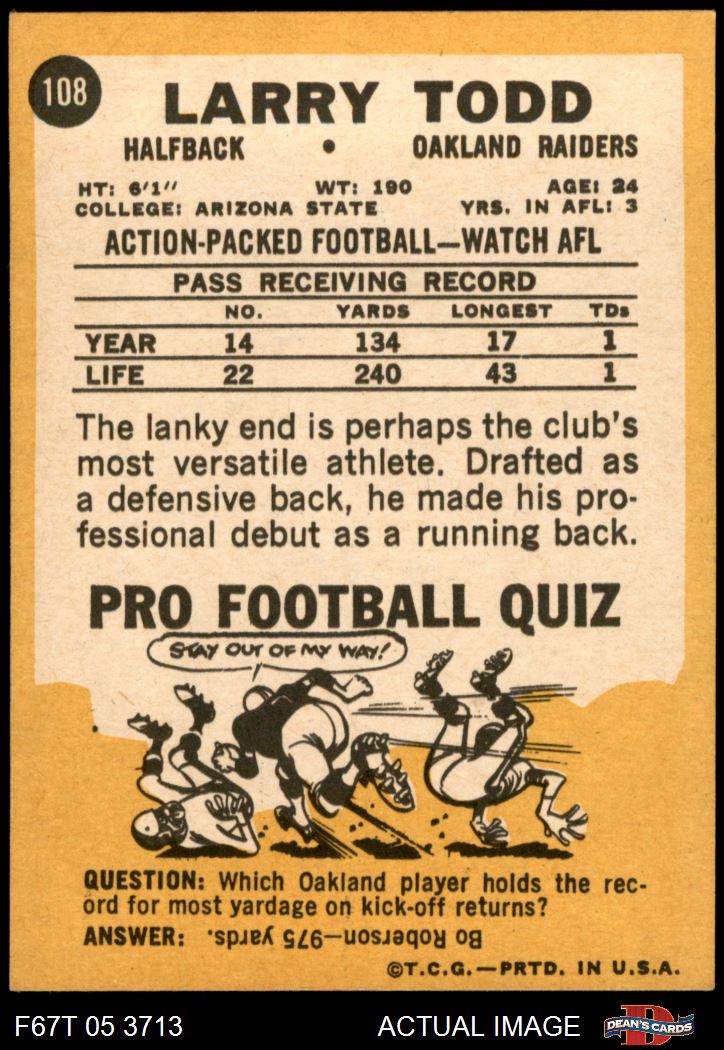 108
LARRY TODD
HALFBACK • OAKLAND RAIDERS
HT: 6'1" WT: 190 AGE: 24
COLLEGE: ARIZONA STATE YRS. IN AFL: 3
ACTION-PACKED FOOTBALL—WATCH AFL
PASS RECEIVING RECORD
NO. YARDS LONGEST TDs
YEAR 14 134 17 1
LIFE 22 240 43 1
The lanky end is perhaps the club's
most versatile athlete. Drafted as
a defensive back, he made his pro-
fessional debut as a running back.
PRO FOOTBALL QUIZ
STAY OUT OF MY WAY!
QUESTION: Which Oakland player holds the rec-
ord for most yardage on kick-off returns?
ANSWER: Bo Roberson—975 yards.
©T.C.G.—PRTD. IN U.S.A.
F67T 05 3713 ACTUAL IMAGE D DEAN'S CARDS